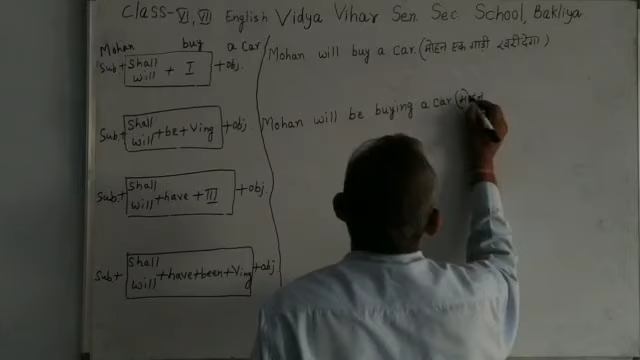 Class-VI, VII English Vidya Vihar Sen. Sec. School, Bakliya
Mohan buy a car
Sub+ Shall will + I + obj.
Mohan will buy a car. (मोहन एक गाड़ी खरीदेगा)
Sub+ Shall will +be+Ving +obj.
Mohan will be buying a car (मोहन
Sub+ Shall will +have + III +obj.
Sub+ Shall will +have+been+Ving +obj